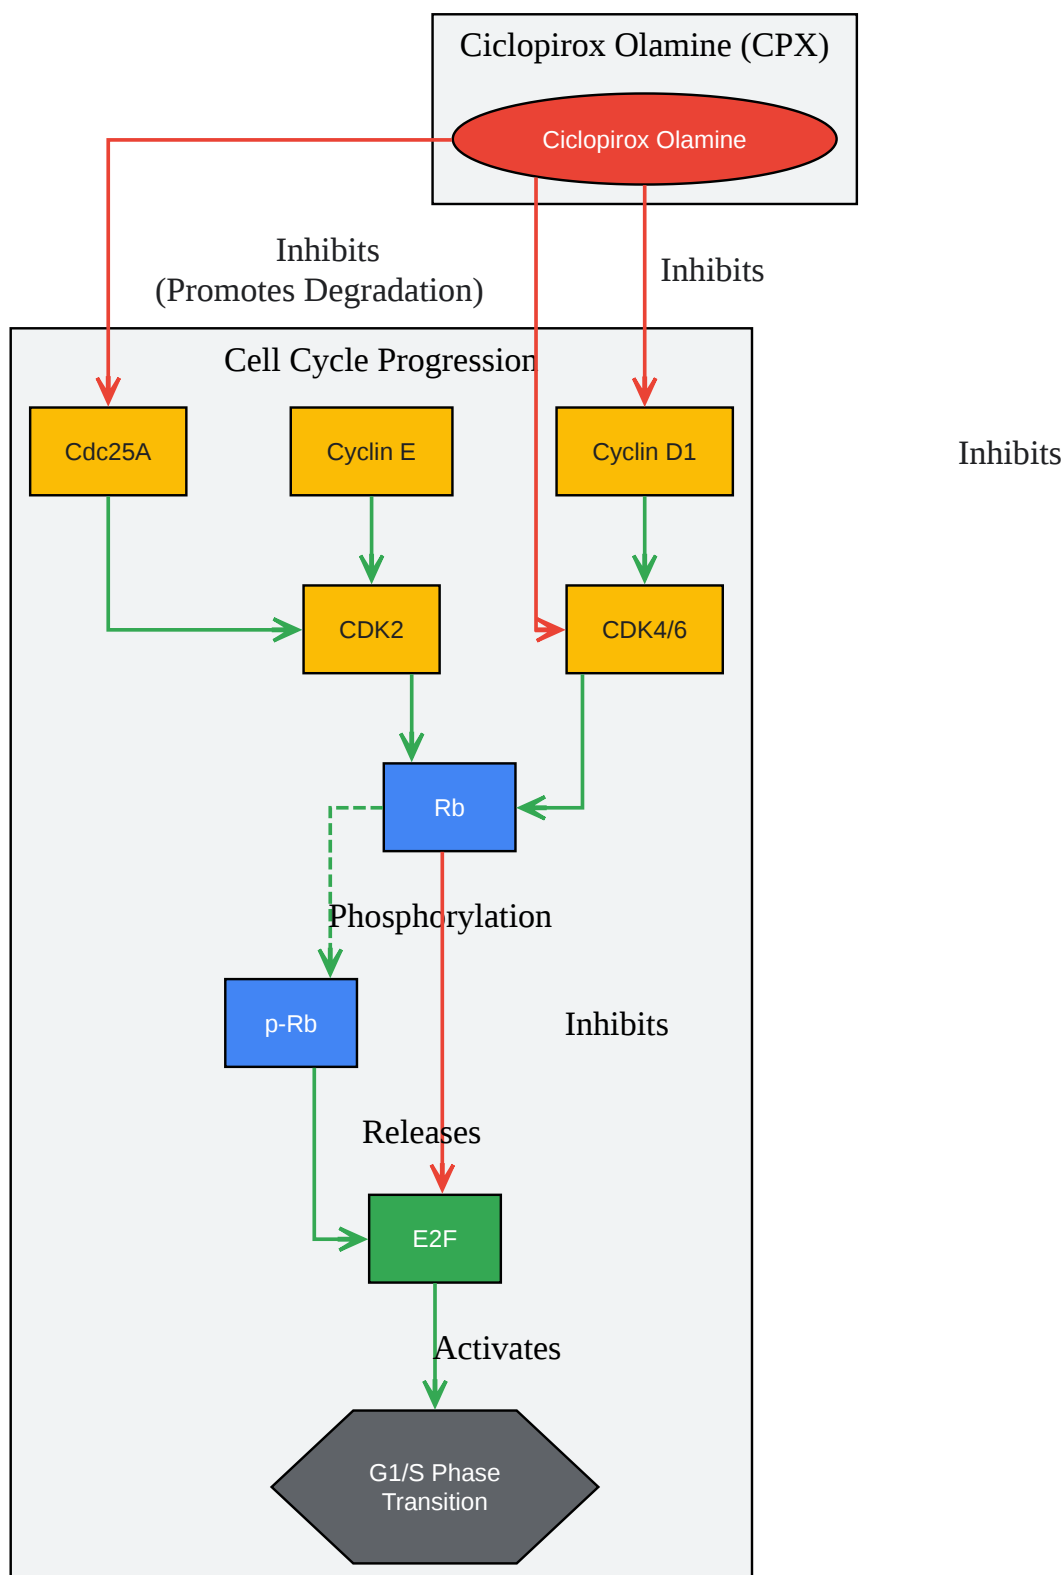 Ciclopirox Olamine (CPX)
Ciclopirox Olamine
Inhibits
(Promotes Degradation)
Inhibits
Cell Cycle Progression
Cdc25A
Cyclin E
Cyclin D1
Inhibits
CDK2
CDK4/6
Rb
Phosphorylation
p-Rb
Inhibits
Releases
E2F
Activates
G1/S Phase
Transition